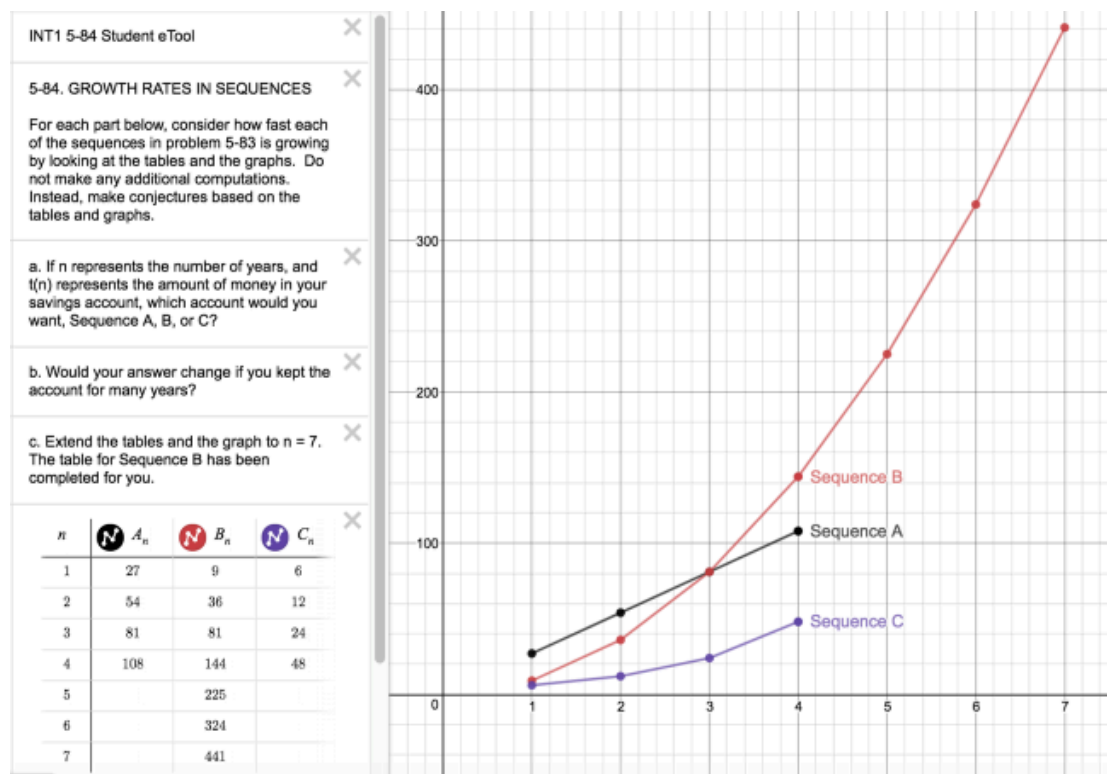 INT1 5-84 Student eTool
5-84. GROWTH RATES IN SEQUENCES
For each part below, consider how fast each
of the sequences in problem 5-83 is growing
by looking at the tables and the graphs. Do
not make any additional computations.
Instead, make conjectures based on the
tables and graphs.
a. If n represents the number of years, and
t(n) represents the amount of money in your
savings account, which account would you
want, Sequence A, B, or C?
b. Would your answer change if you kept the
account for many years?
c. Extend the tables and the graph to n = 7.
The table for Sequence B has been
completed for you.
n Aₙ Bₙ Cₙ
1 27 9 6
2 54 36 12
3 81 81 24
4 108 144 48
5 225
6 324
7 441
400
300
200
100
Sequence B
Sequence A
Sequence C
0 1 2 3 4 5 6 7